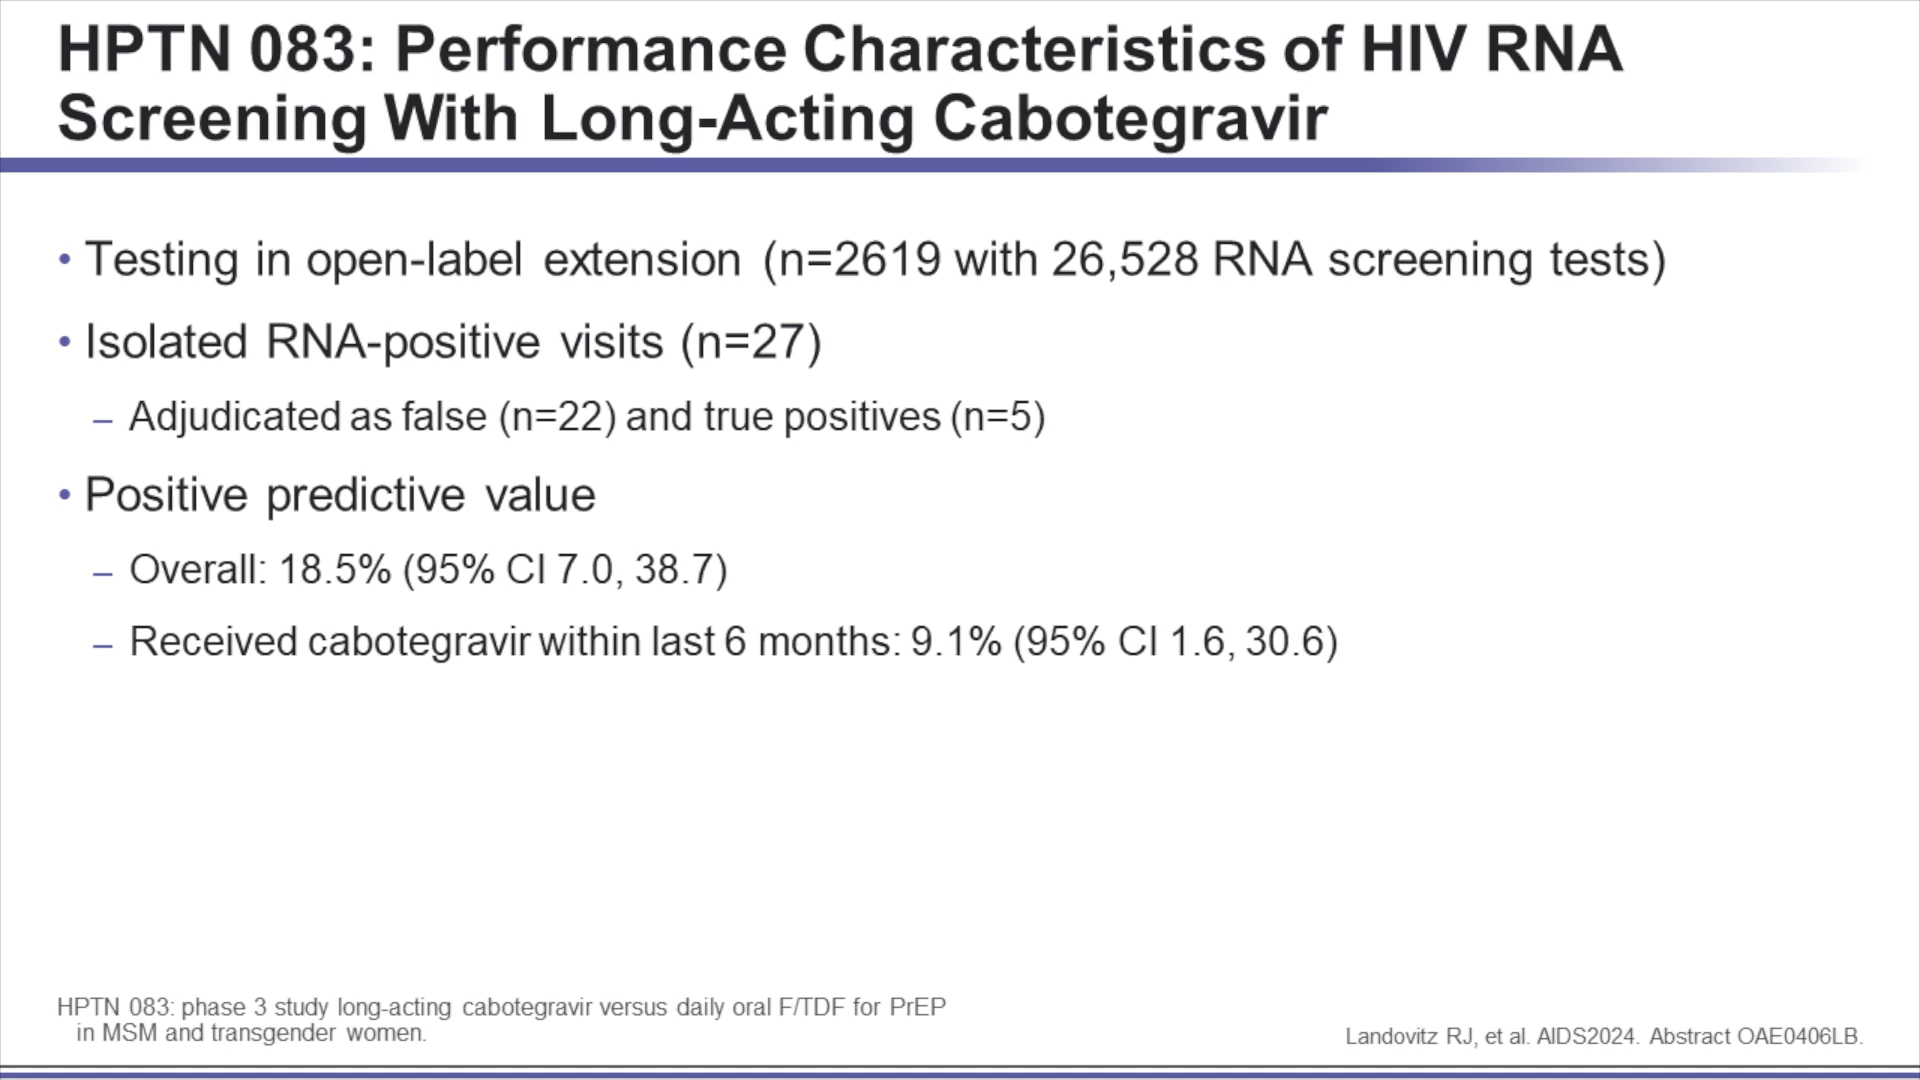 HPTN 083: Performance Characteristics of HIV RNA
Screening With Long-Acting Cabotegravir
• Testing in open-label extension (n=2619 with 26,528 RNA screening tests)
• Isolated RNA-positive visits (n=27)
– Adjudicated as false (n=22) and true positives (n=5)
• Positive predictive value
– Overall: 18.5% (95% CI 7.0, 38.7)
– Received cabotegravir within last 6 months: 9.1% (95% CI 1.6, 30.6)
HPTN 083: phase 3 study long-acting cabotegravir versus daily oral F/TDF for PrEP
in MSM and transgender women.
Landovitz RJ, et al. AIDS2024. Abstract OAE0406LB.